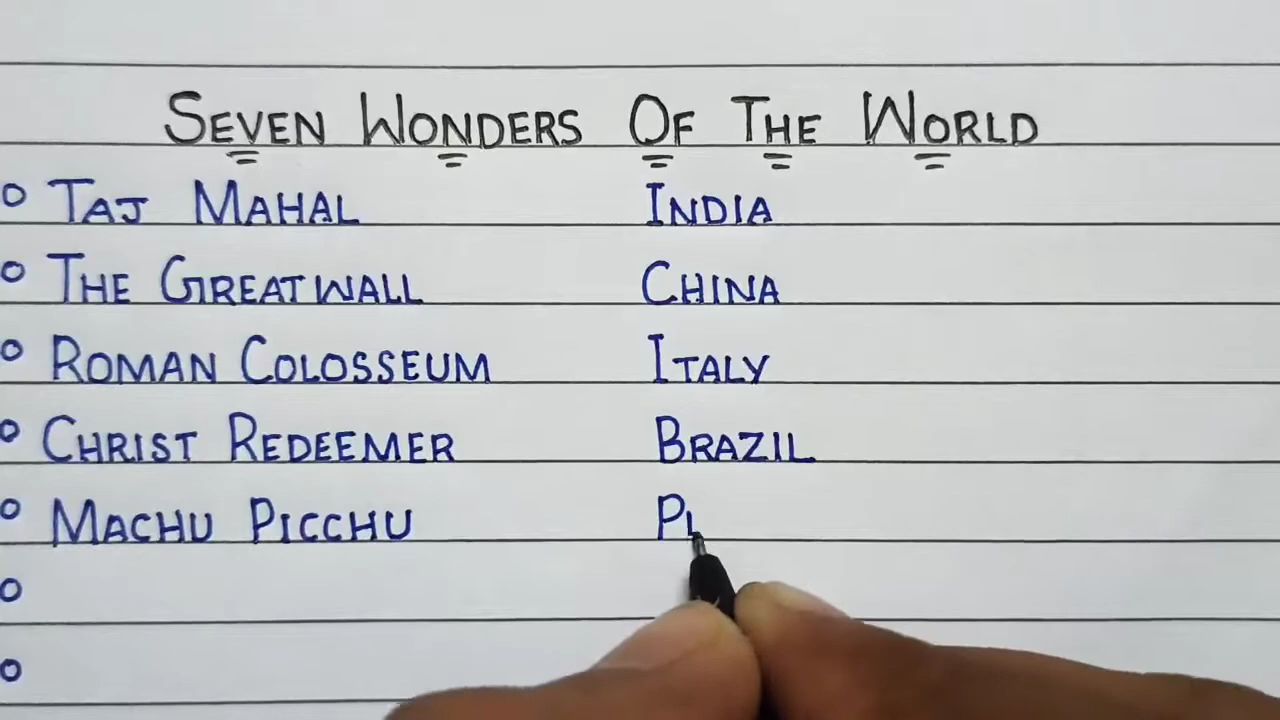 SEVEN WONDERS OF THE WORLD
TAJ MAHAL INDIA
THE GREATWALL CHINA
ROMAN COLOSSEUM ITALY
CHRIST REDEEMER BRAZIL
MACHU PICCHU